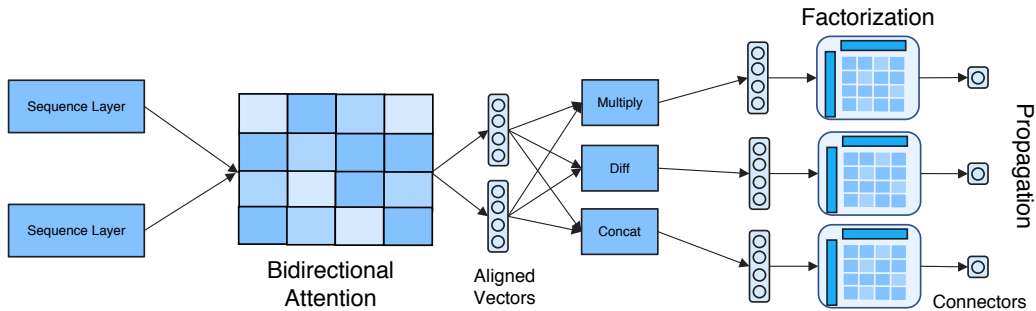 Sequence Layer
Sequence Layer
Bidirectional
Attention
Aligned
Vectors
Multiply
Diff
Concat
Factorization
Propagation
Connectors